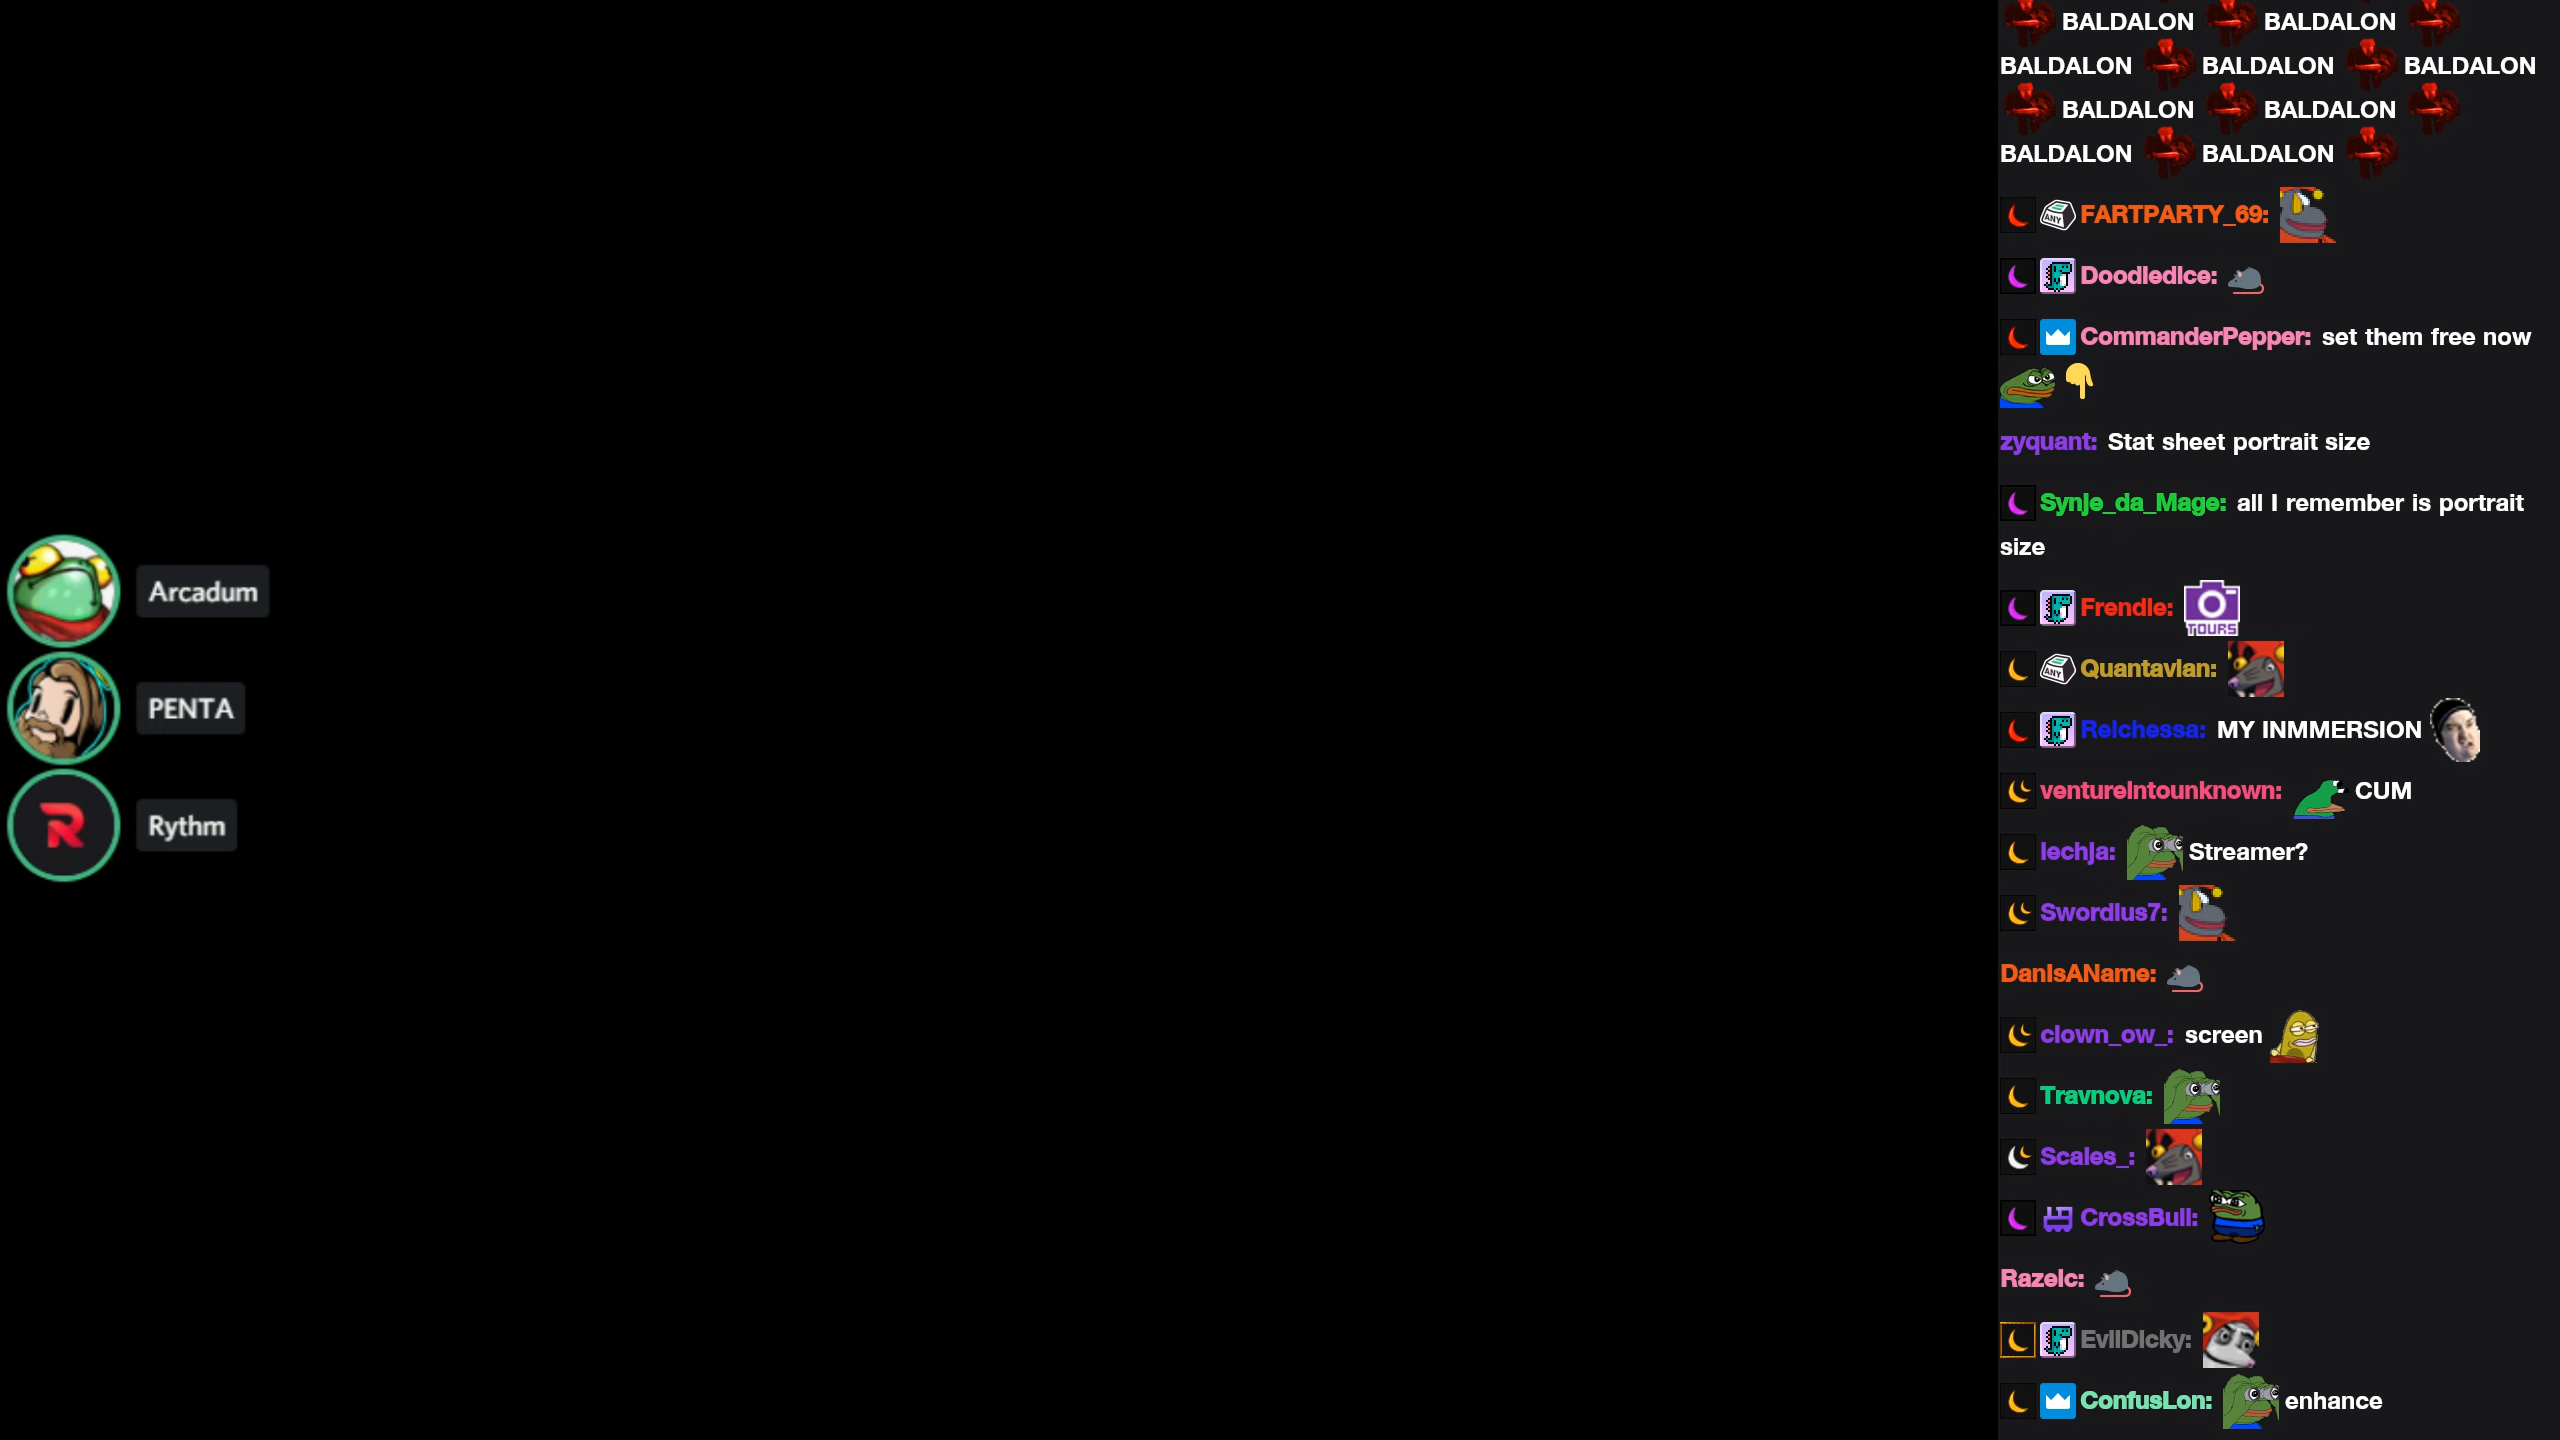 BALDALON BALDALON
BALDALON BALDALON BALDALON
BALDALON BALDALON
BALDALON BALDALON
FARTPARTY_69:
DoodledIce:
CommanderPepper: set them free now
zyquant: Stat sheet portrait size
Synje_da_Mage: all I remember is portrait
size
Frendle:
TOURS
Quantavian:
Reichessa: MY INMMERSION
ventureintounknown: CUM
lechja: Streamer?
Swordius7:
DanIsAName:
clown_ow_: screen
Travnova:
Scales_:
CrossBull:
Razeic:
EvilDicky:
ConfusLon: enhance
Arcadum
PENTA
R
Rythm
ANY
ANY